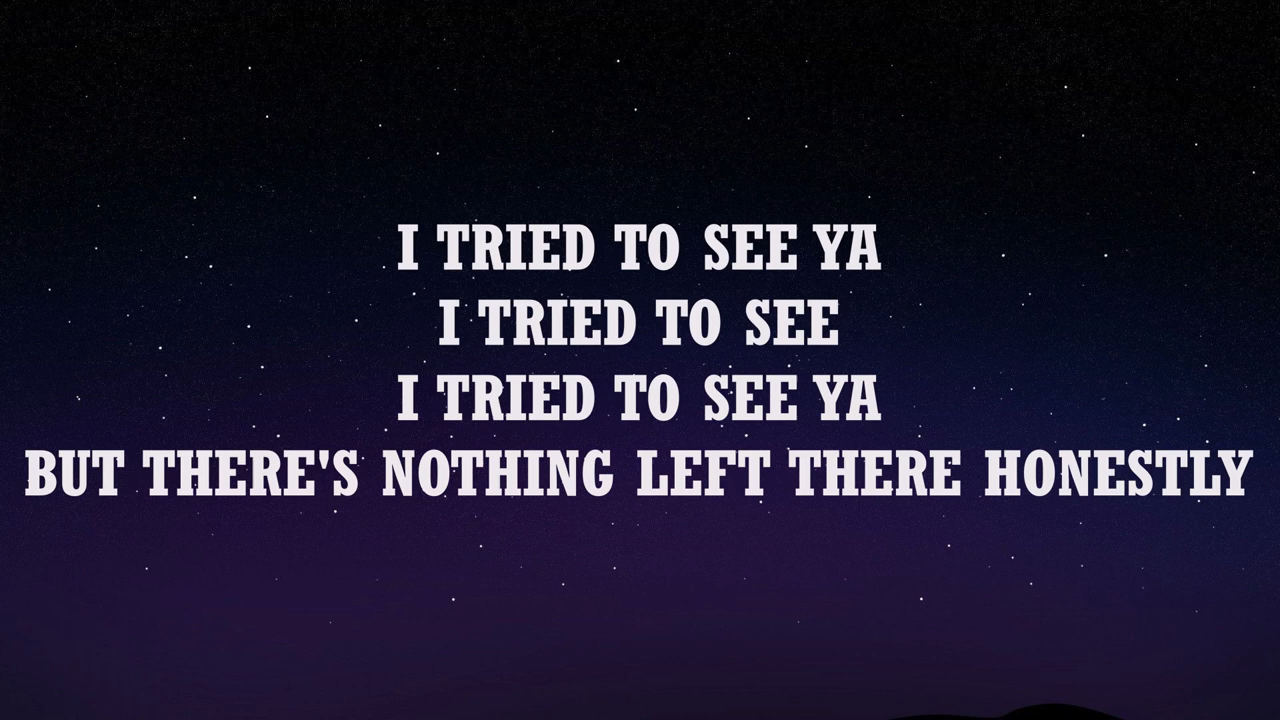 I TRIED TO SEE YA
I TRIED TO SEE
I TRIED TO SEE YA
BUT THERE'S NOTHING LEFT THERE HONESTLY